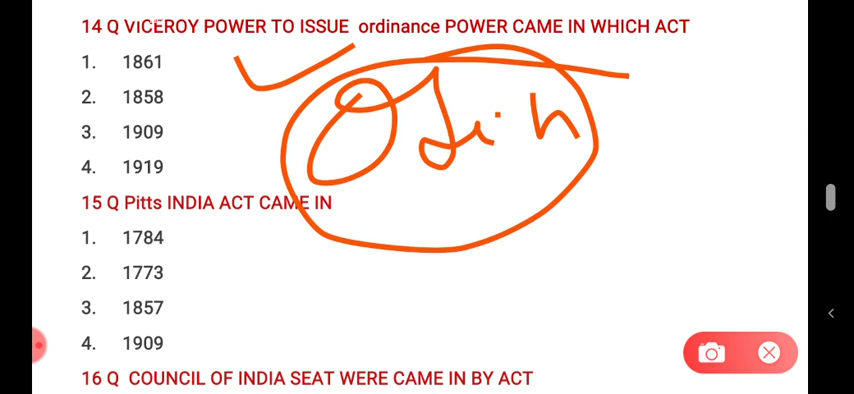 14 Q VICEROY POWER TO ISSUE ordinance POWER CAME IN WHICH ACT
1. 1861
2. 1858
3. 1909
4. 1919
15 Q Pitts INDIA ACT CAME IN
1. 1784
2. 1773
3. 1857
4. 1909
16 Q COUNCIL OF INDIA SEAT WERE CAME IN BY ACT